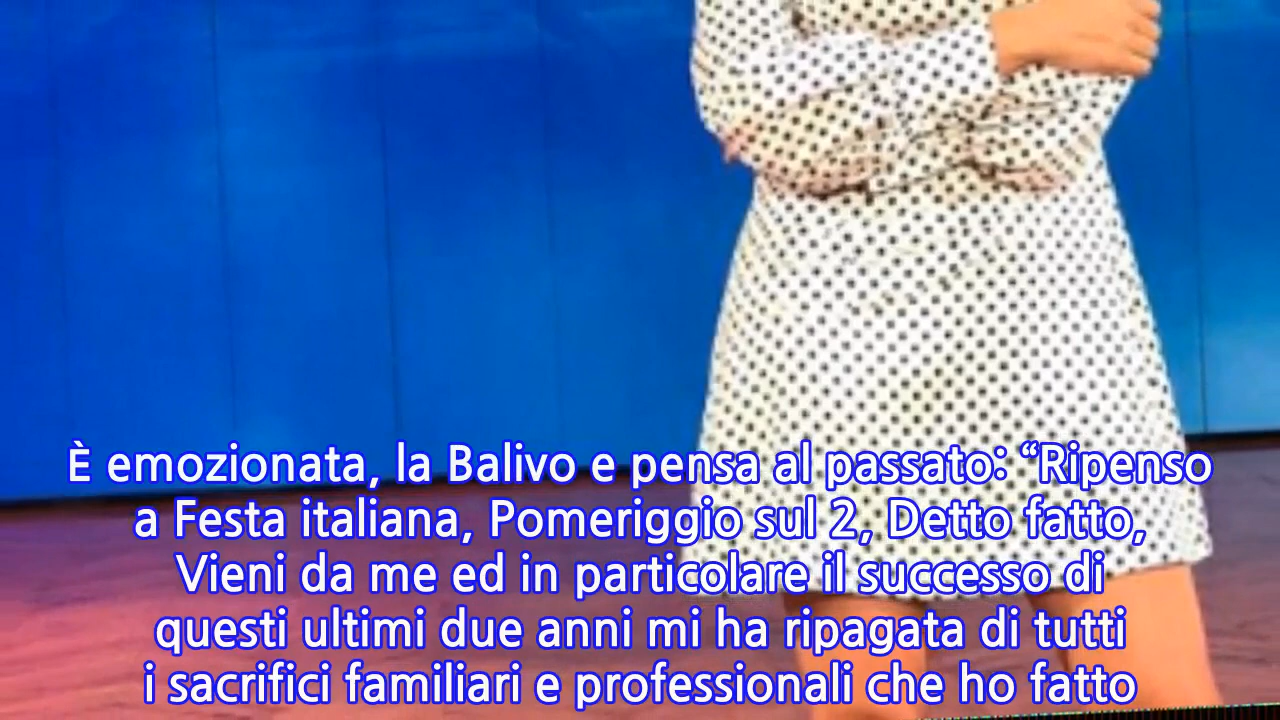 È emozionata, la Balivo e pensa al passato: “Ripenso
a Festa italiana, Pomeriggio sul 2, Detto fatto,
Vieni da me ed in particolare il successo di
questi ultimi due anni mi ha ripagata di tutti
i sacrifici familiari e professionali che ho fatto